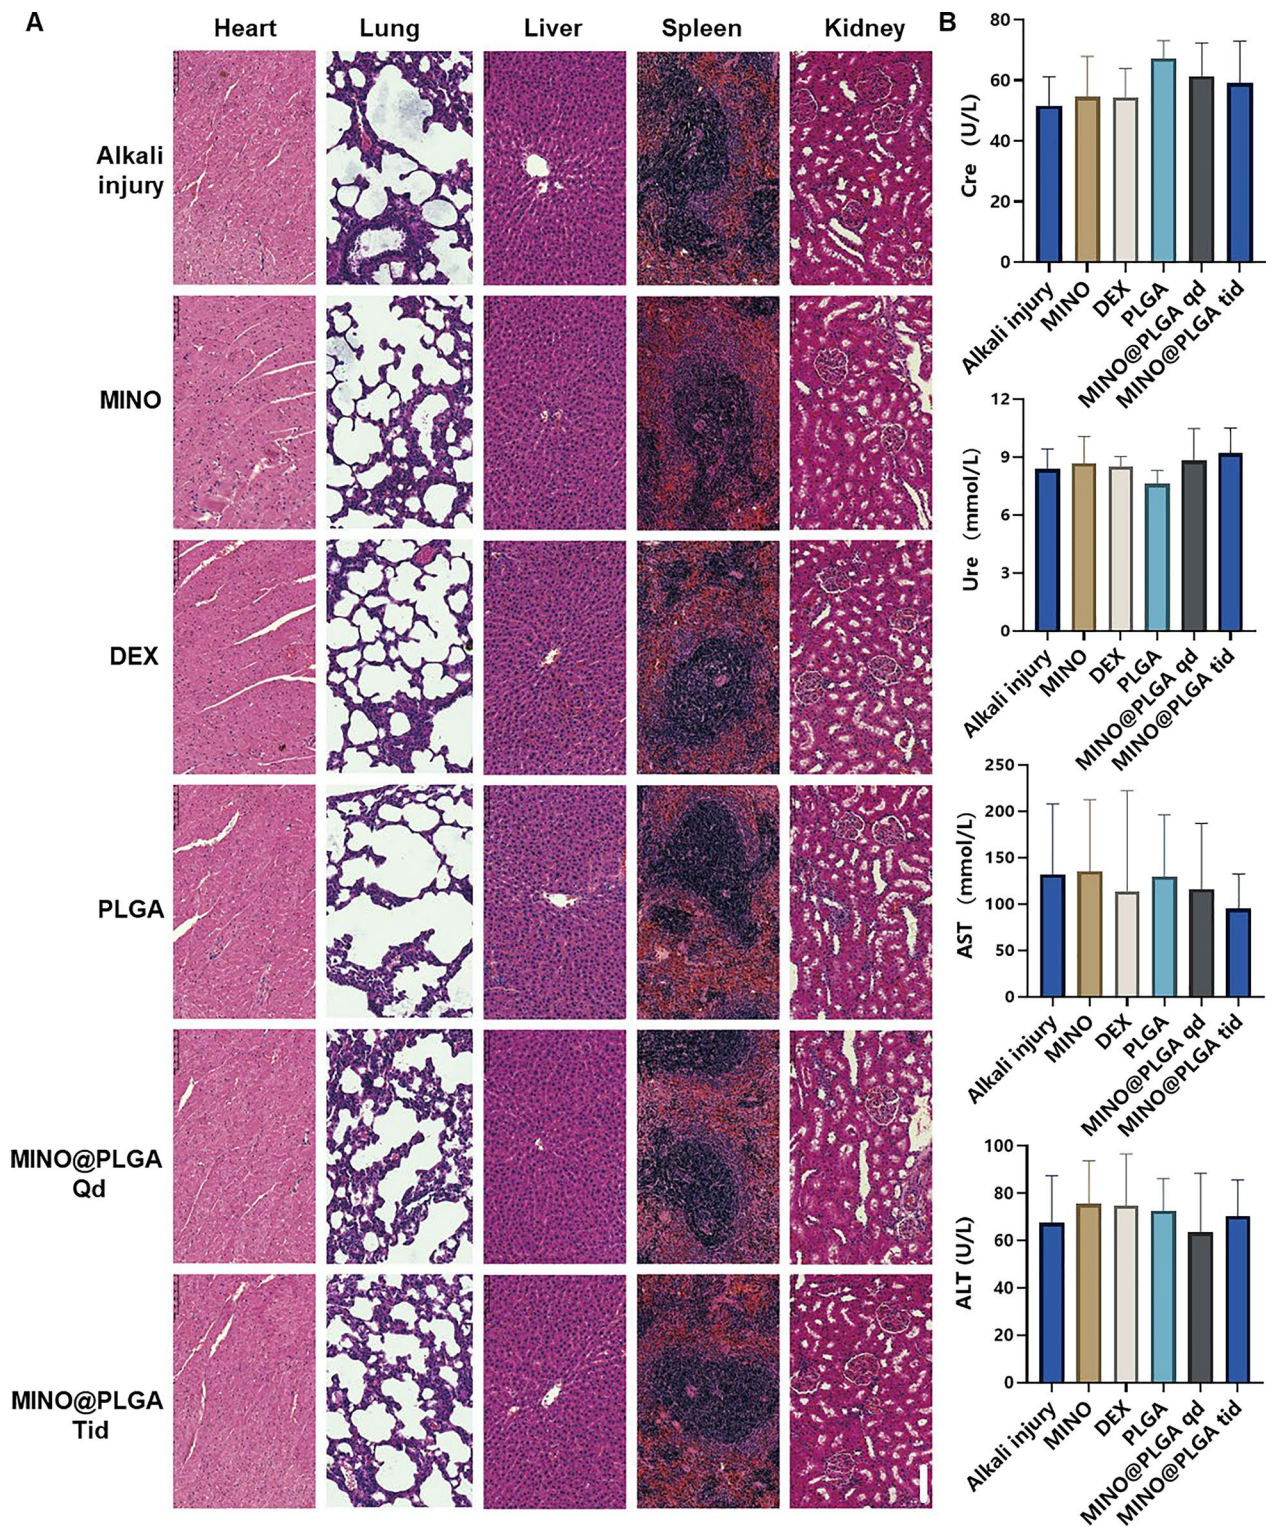 A
Heart Lung Liver Spleen Kidney
Alkali
injury
MINO
DEX
PLGA
MINO@PLGA
Qd
MINO@PLGA
Tid
B
Cre (U/L)
80
60
40
20
0
Alkali injury
MINO
DEX
PLGA
MINO@PLGA qd
MINO@PLGA tid
Ure (mmol/L)
12
9
6
3
0
Alkali injury
MINO
DEX
PLGA
MINO@PLGA qd
MINO@PLGA tid
AST (mmol/L)
250
200
150
100
50
0
Alkali injury
MINO
DEX
PLGA
MINO@PLGA qd
MINO@PLGA tid
ALT (U/L)
100
80
60
40
20
0
Alkali injury
MINO
DEX
PLGA
MINO@PLGA qd
MINO@PLGA tid